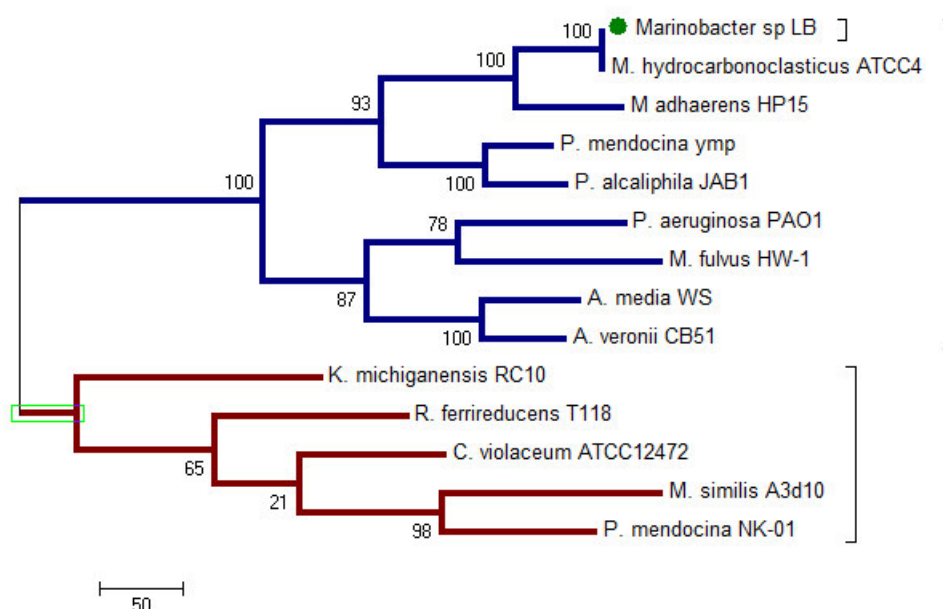 100 Marinobacter sp LB
M. hydrocarbonoclasticus ATCC4
100
93 M adhaerens HP15
P. mendocina ymp
100 100 P. alcaliphila JAB1
78 P. aeruginosa PAO1
M. fulvus HW-1
87 A. media WS
100 A. veronii CB51
K. michiganensis RC10
R. ferrireducens T118
65 C. violaceum ATCC12472
21 M. similis A3d10
98 P. mendocina NK-01
50